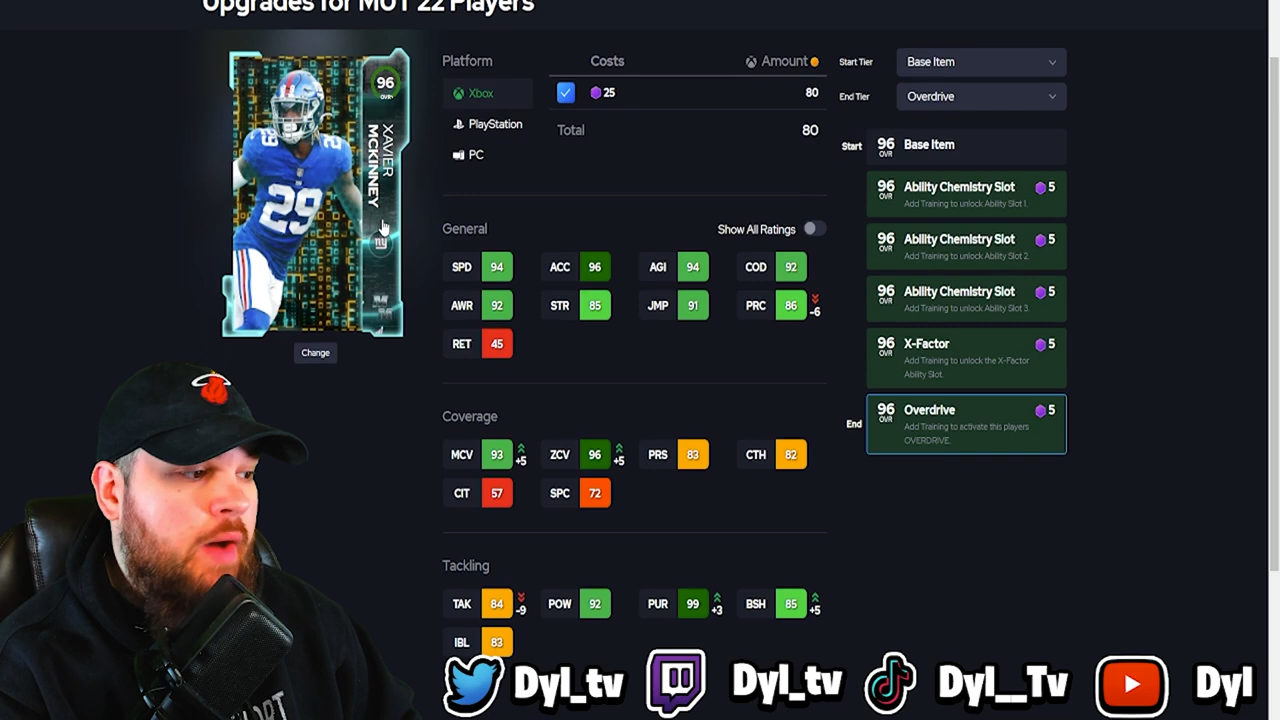 Upgrades for MUT 22 Players
96
OVR
XAVIER
MCKINNEY
29
29
Change
Platform
Xbox
PlayStation
PC
Costs
Amount
25
80
Total
80
General
Show All Ratings
SPD 94
ACC 96
AGI 94
COD 92
AWR 92
STR 85
JMP 91
PRC 86 -6
RET 45
Coverage
MCV 93 +5
ZCV 96 +5
PRS 83
CTH 82
CIT 57
SPC 72
Tackling
TAK 84 -9
POW 92
PUR 99 +3
BSH 85 +5
IBL 83
Start Tier
Base Item
End Tier
Overdrive
Start
96
OVR
Base Item
96
OVR
Ability Chemistry Slot
5
Add Training to unlock Ability Slot 1.
96
OVR
Ability Chemistry Slot
5
Add Training to unlock Ability Slot 2.
96
OVR
Ability Chemistry Slot
5
Add Training to unlock Ability Slot 3.
96
OVR
X-Factor
5
Add Training to unlock the X-Factor
Ability Slot.
End
96
OVR
Overdrive
5
Add Training to activate this players
OVERDRIVE.
Dyl_tv
Dyl_tv
Dyl__Tv
Dyl